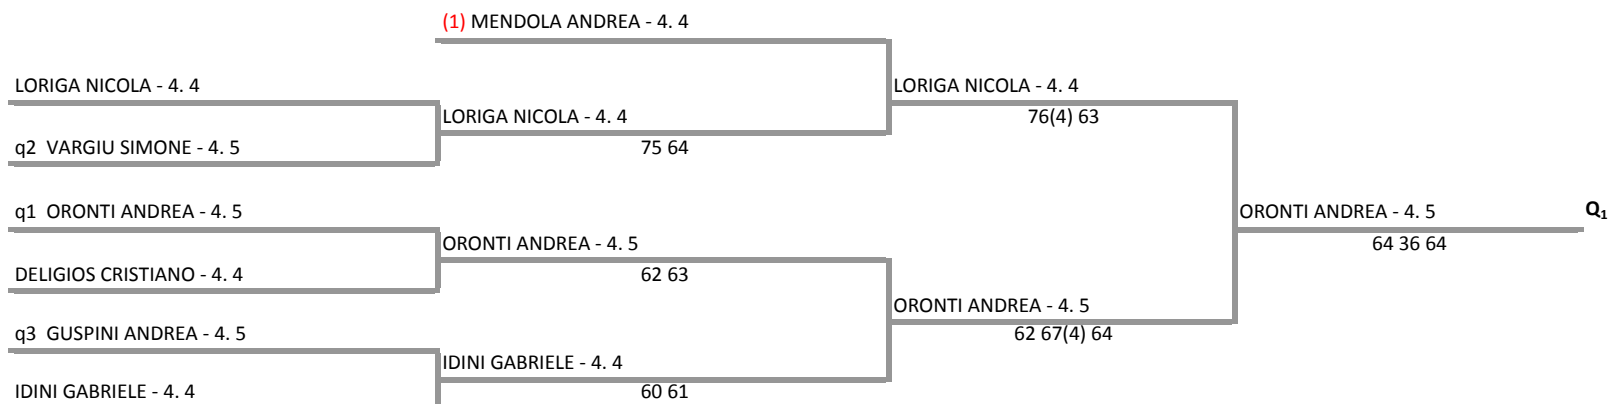 (1) MENDOLA ANDREA - 4. 4
LORIGA NICOLA - 4. 4
LORIGA NICOLA - 4. 4
LORIGA NICOLA - 4. 4
76(4) 63
q2 VARGIU SIMONE - 4. 5
75 64
q1 ORONTI ANDREA - 4. 5
ORONTI ANDREA - 4. 5
Q1
ORONTI ANDREA - 4. 5
64 36 64
DELIGIOS CRISTIANO - 4. 4
62 63
ORONTI ANDREA - 4. 5
q3 GUSPINI ANDREA - 4. 5
62 67(4) 64
IDINI GABRIELE - 4. 4
IDINI GABRIELE - 4. 4
60 61